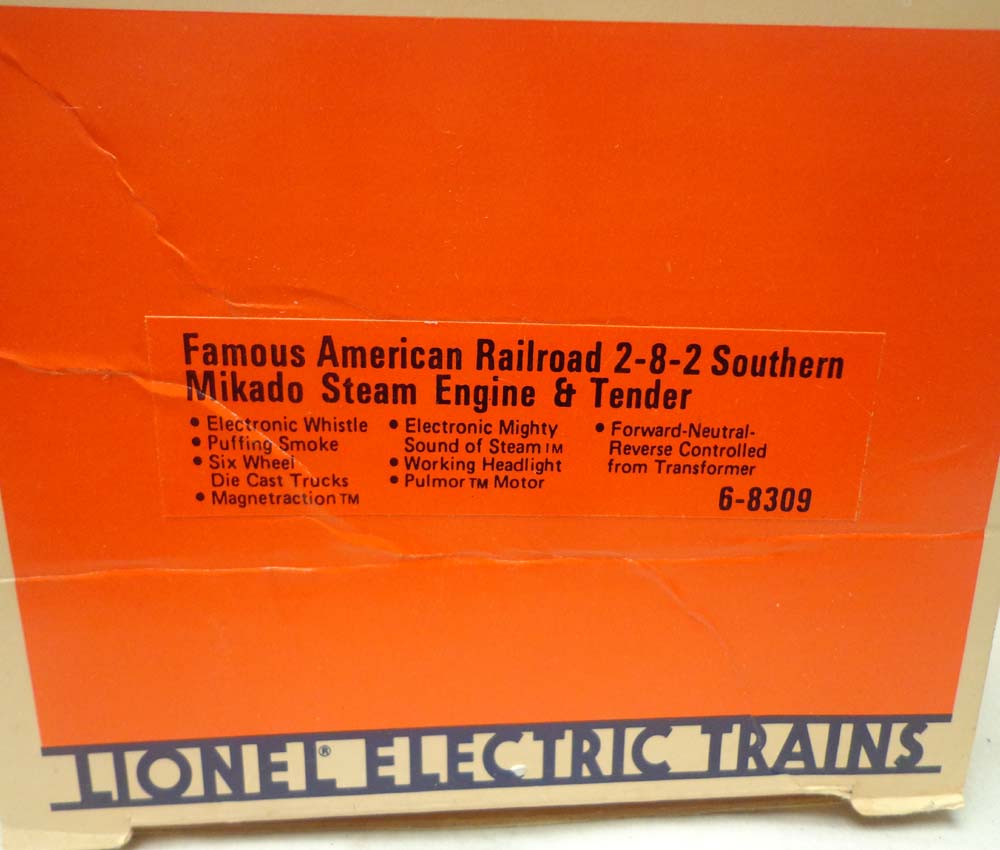 Famous American Railroad 2-8-2 Southern
Mikado Steam Engine & Tender
• Electronic Whistle
• Puffing Smoke
• Six Wheel
Die Cast Trucks
• Magnetraction TM
• Electronic Mighty
Sound of Steam TM
• Working Headlight
• Pulmor TM Motor
• Forward-Neutral-
Reverse Controlled
from Transformer
6-8309
LIONEL® ELECTRIC TRAINS